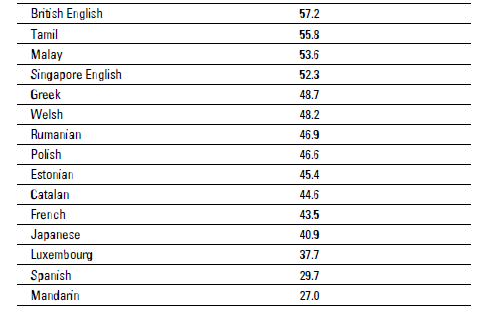 British English 57.2
Tamil 55.8
Malay 53.6
Singapore English 52.3
Greek 48.7
Welsh 48.2
Rumanian 46.9
Polish 46.6
Estonian 45.4
Catalan 44.6
French 43.5
Japanese 40.9
Luxembourg 37.7
Spanish 29.7
Mandarin 27.0